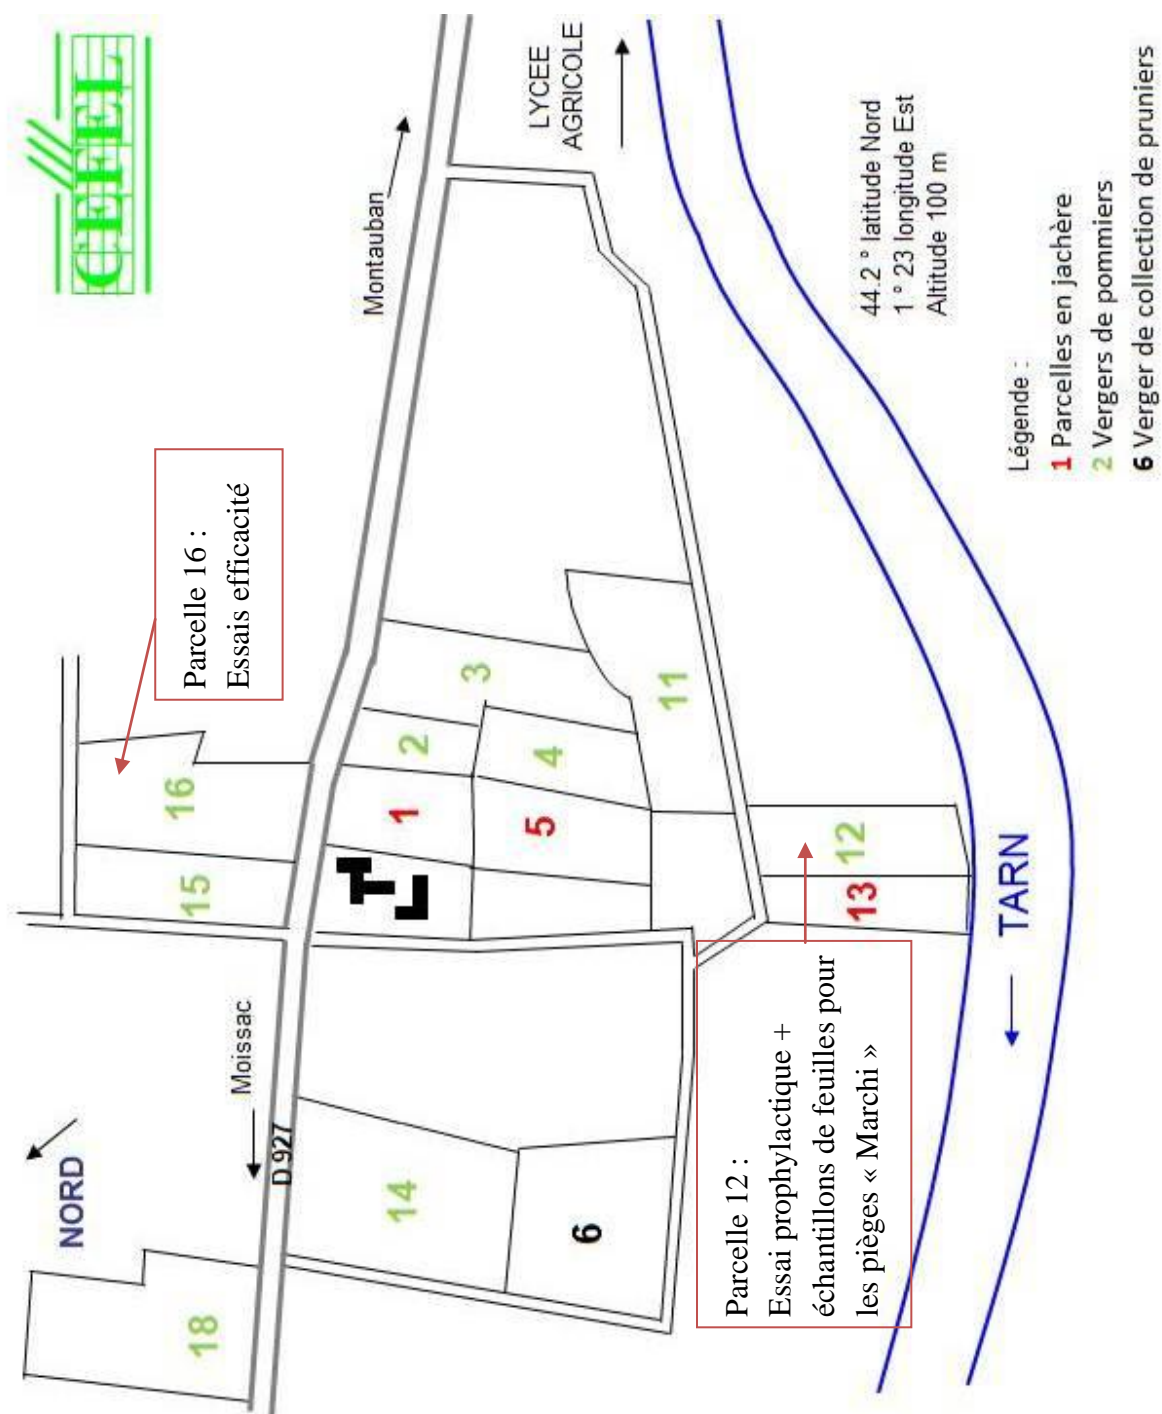 CEFEL
LYCEE
AGRICOLE
Montauban
44.2 ° latitude Nord
1 ° 23 longitude Est
Altitude 100 m
Légende :
1 Parcelles en jachère
2 Vergers de pommiers
6 Verger de collection de pruniers
Parcelle 16 :
Essais efficacité
16
15
3
2
1
4
5
11
12
13
TARN
Moissac
D 927
NORD
14
6
18
Parcelle 12 :
Essai prophylactique +
échantillons de feuilles pour
les pièges « Marchi »